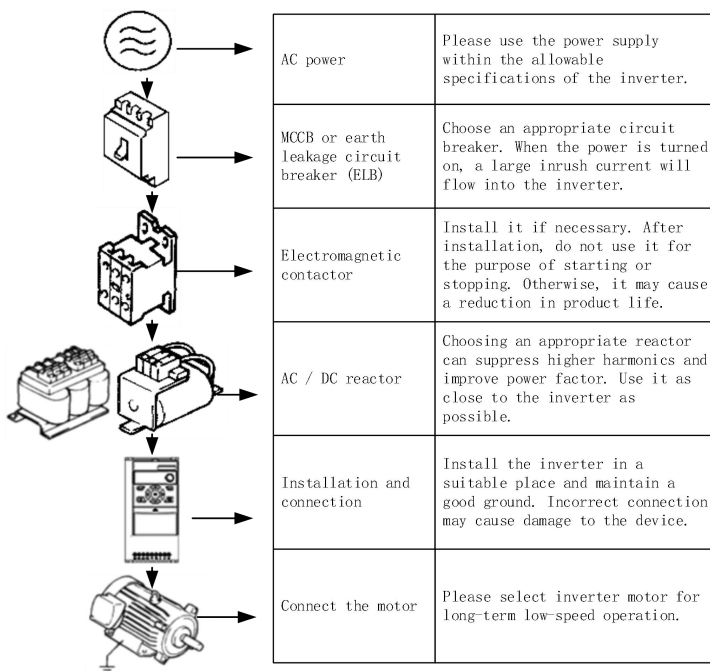 AC power
Please use the power supply
within the allowable
specifications of the inverter.
MCCB or earth
leakage circuit
breaker (ELB)
Choose an appropriate circuit
breaker. When the power is turned
on, a large inrush current will
flow into the inverter.
Electromagnetic
contactor
Install it if necessary. After
installation, do not use it for
the purpose of starting or
stopping. Otherwise, it may cause
a reduction in product life.
AC / DC reactor
Choosing an appropriate reactor
can suppress higher harmonics and
improve power factor. Use it as
close to the inverter as
possible.
Installation and
connection
Install the inverter in a
suitable place and maintain a
good ground. Incorrect connection
may cause damage to the device.
Connect the motor
Please select inverter motor for
long-term low-speed operation.